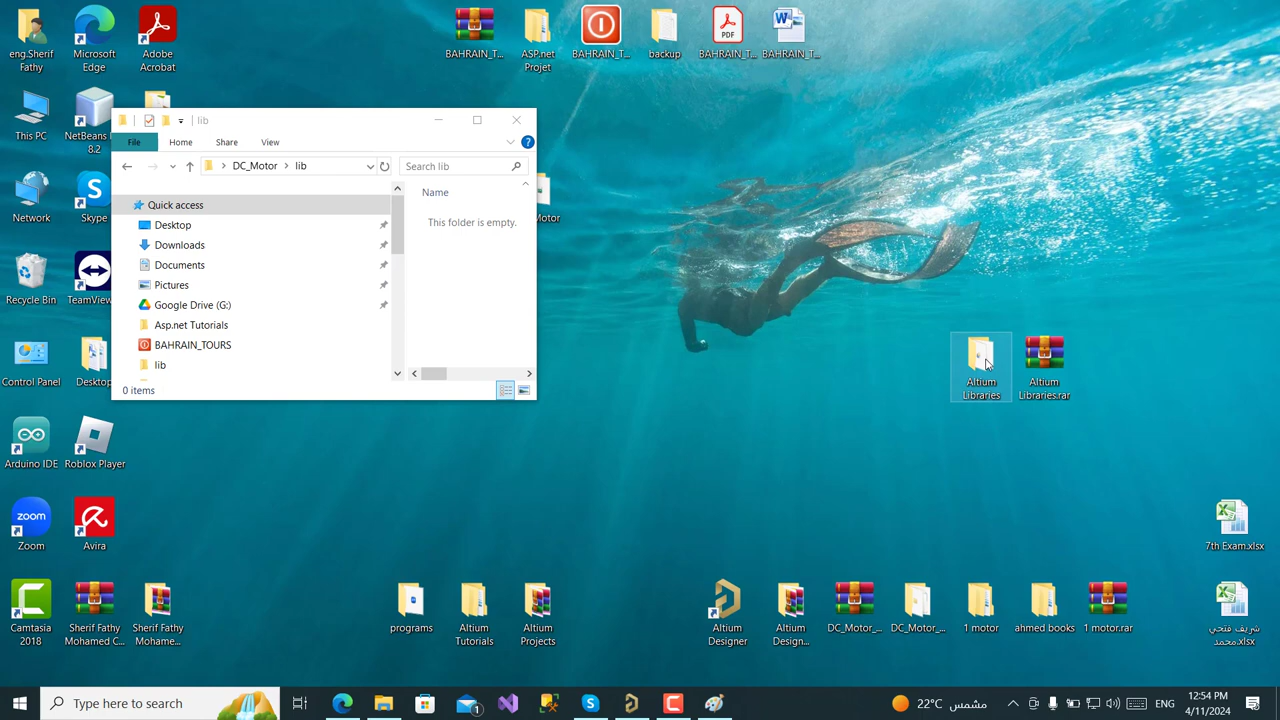 eng.Sherif
Fathy
Microsoft
Edge
Adobe
Acrobat
BAHRAIN_T...
ASP.net
Projet
BAHRAIN_T...
backup
PDF
BAHRAIN_T...
BAHRAIN_T...
This PC
NetBeans I...
8.2
Network
Skype
Recycle Bin
TeamView
Control Panel
Desktop
Arduino IDE
Roblox Player
zoom
Zoom
Avira
Camtasia
2018
Sherif Fathy
Mohamed C...
Sherif Fathy
Mohame...
lib
File
Home
Share
View
DC_Motor
lib
Search lib
Quick access
Desktop
Downloads
Documents
Pictures
Google Drive (G:)
Asp.net Tutorials
BAHRAIN_TOURS
lib
0 items
Name
This folder is empty.
Motor
Altium
Libraries
Altium
Libraries.rar
7th Exam.xlsx
programs
Altium
Tutorials
Altium
Projects
Altium
Designer
Altium
Design...
DC_Motor_...
DC_Motor_...
1 motor
ahmed books
1 motor.rar
شريف فتحي
محمد.xlsx
Type here to search
1
22°C
مشمس
ENG
12:54 PM
4/11/2024